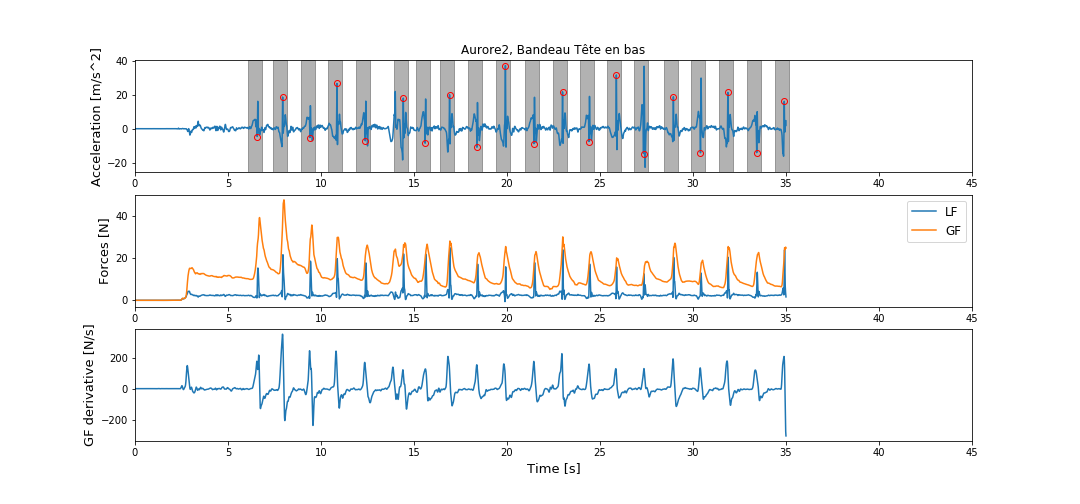 Aurore2, Bandeau Tête en bas
Acceleration [m/s^2]
40
20
0
−20
0 5 10 15 20 25 30 35 40 45
Forces [N]
40
20
0
LF
GF
0 5 10 15 20 25 30 35 40 45
GF derivative [N/s]
200
0
−200
0 5 10 15 20 25 30 35 40 45
Time [s]